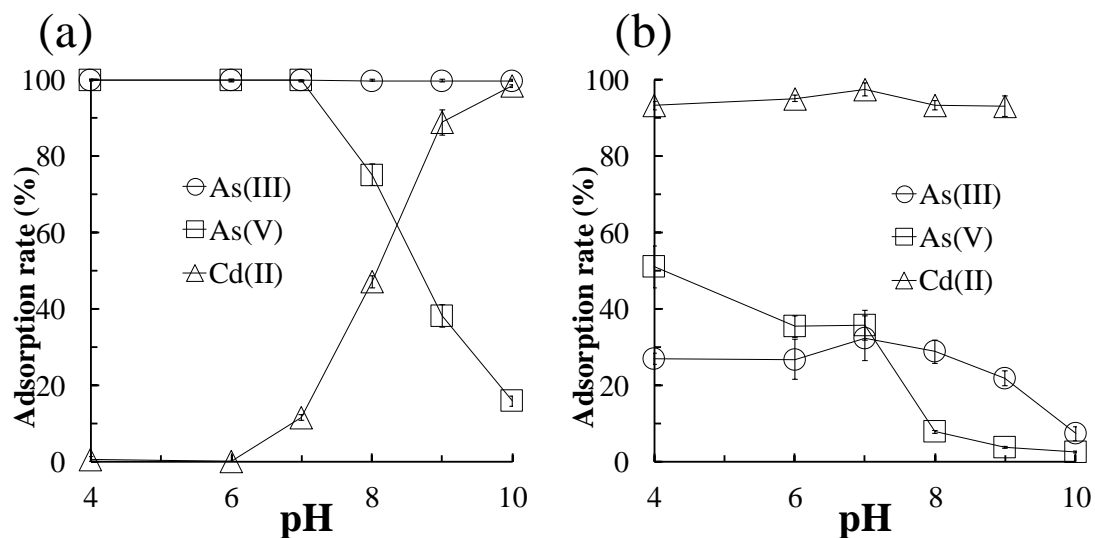 (a)
Adsorption rate (%)
100
80
60
40
20
0
As(III)
As(V)
Cd(II)
4 6 8 10
pH
(b)
Adsorption rate (%)
100
80
60
40
20
0
As(III)
As(V)
Cd(II)
4 6 8 10
pH